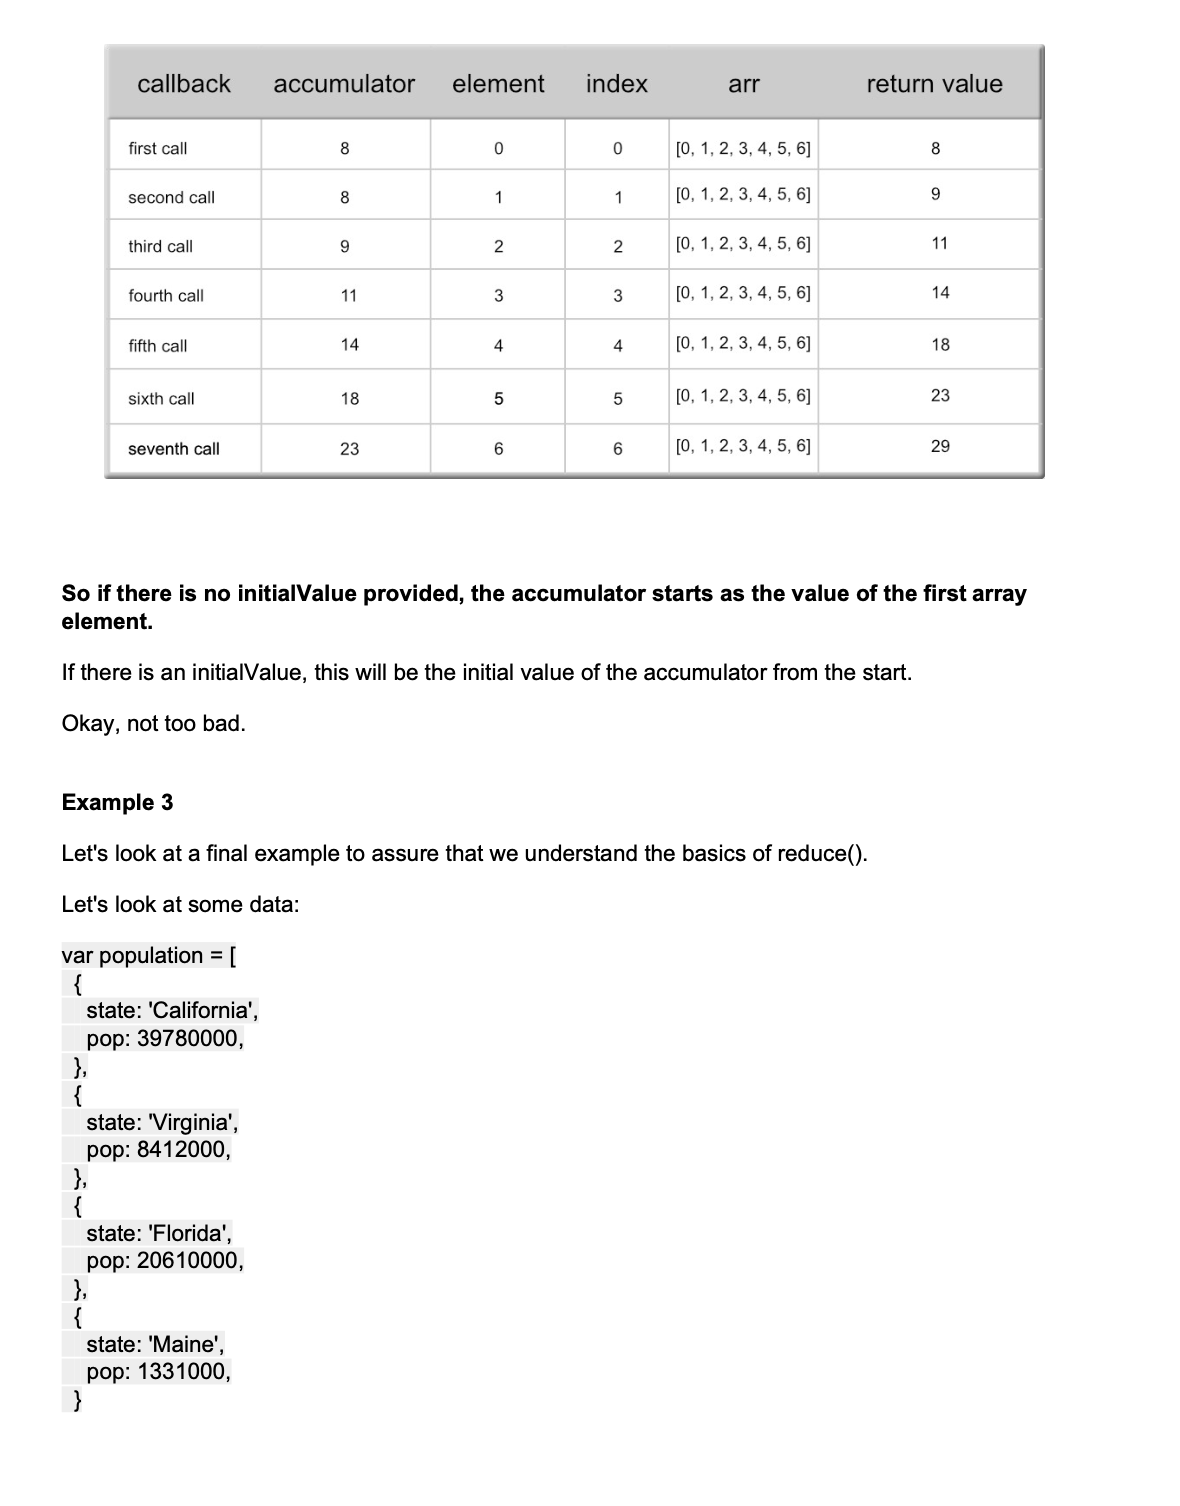 callback accumulator element index arr return value
first call 8 0 0 [0, 1, 2, 3, 4, 5, 6] 8
second call 8 1 1 [0, 1, 2, 3, 4, 5, 6] 9
third call 9 2 2 [0, 1, 2, 3, 4, 5, 6] 11
fourth call 11 3 3 [0, 1, 2, 3, 4, 5, 6] 14
fifth call 14 4 4 [0, 1, 2, 3, 4, 5, 6] 18
sixth call 18 5 5 [0, 1, 2, 3, 4, 5, 6] 23
seventh call 23 6 6 [0, 1, 2, 3, 4, 5, 6] 29
So if there is no initialValue provided, the accumulator starts as the value of the first array
element.
If there is an initialValue, this will be the initial value of the accumulator from the start.
Okay, not too bad.
Example 3
Let's look at a final example to assure that we understand the basics of reduce().
Let's look at some data:
var population = [
{
state: 'California',
pop: 39780000,
},
{
state: 'Virginia',
pop: 8412000,
},
{
state: 'Florida',
pop: 20610000,
},
{
state: 'Maine',
pop: 1331000,
}